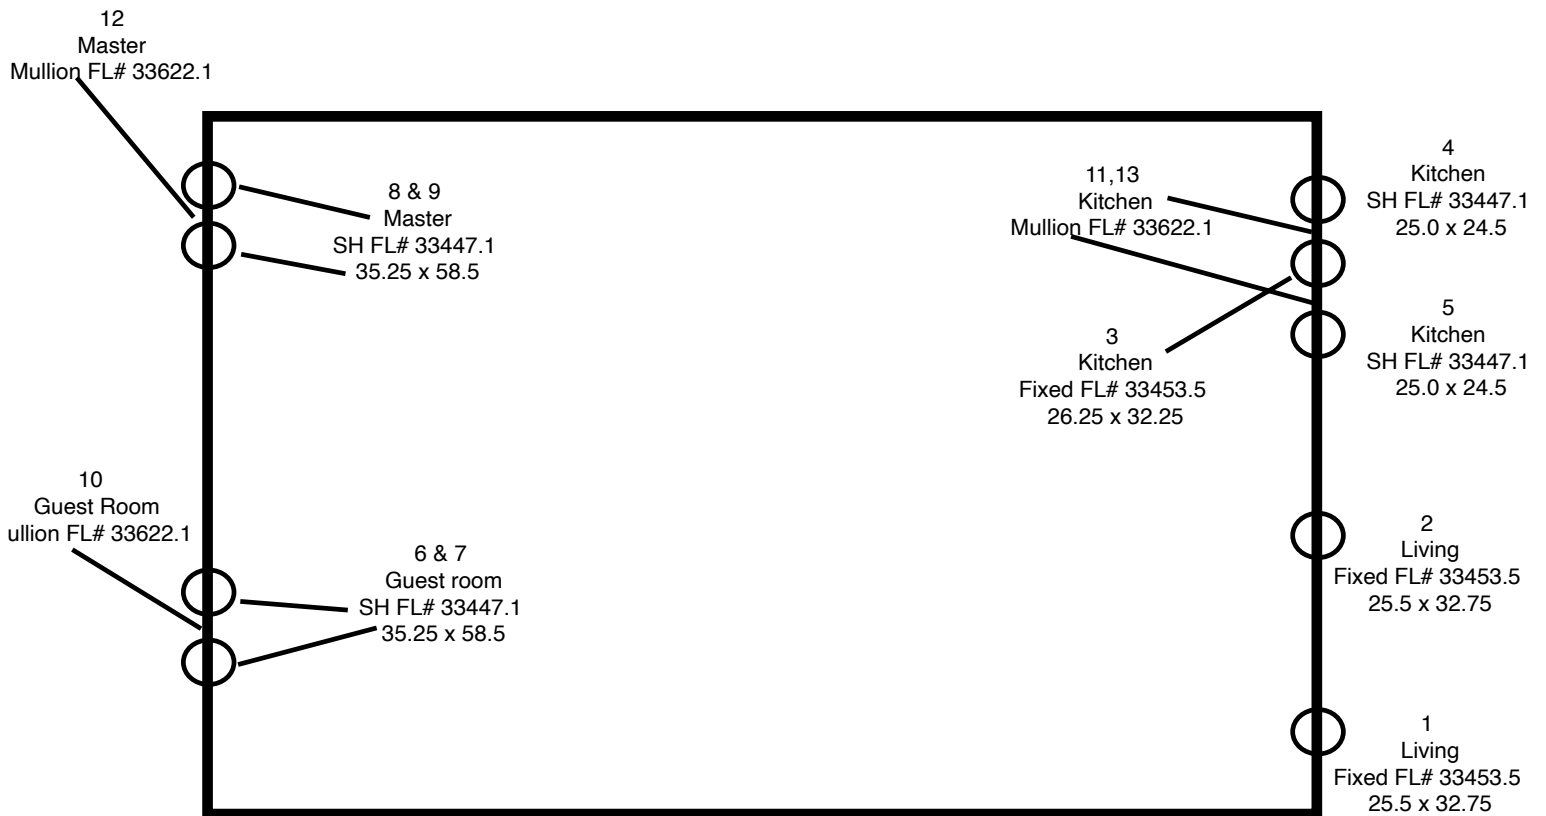 12
Master
Mullion FL# 33622.1
8 & 9
Master
SH FL# 33447.1
35.25 x 58.5
11,13
Kitchen
Mullion FL# 33622.1
4
Kitchen
SH FL# 33447.1
25.0 x 24.5
3
Kitchen
Fixed FL# 33453.5
26.25 x 32.25
5
Kitchen
SH FL# 33447.1
25.0 x 24.5
10
Guest Room
ullion FL# 33622.1
6 & 7
Guest room
SH FL# 33447.1
35.25 x 58.5
2
Living
Fixed FL# 33453.5
25.5 x 32.75
1
Living
Fixed FL# 33453.5
25.5 x 32.75